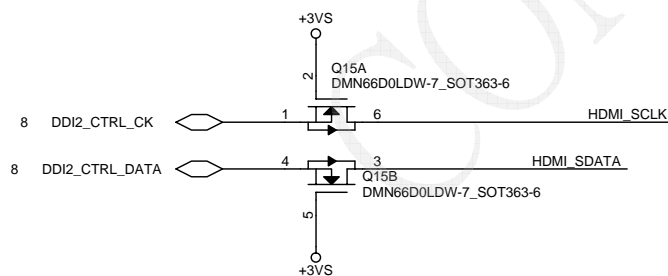 +3VS
2
Q15A
DMN66D0LDW-7_SOT363-6
8 DDI2_CTRL_CK 1 6 HDMI_SCLK
8 DDI2_CTRL_DATA 4 3 HDMI_SDATA
Q15B
DMN66D0LDW-7_SOT363-6
5
+3VS